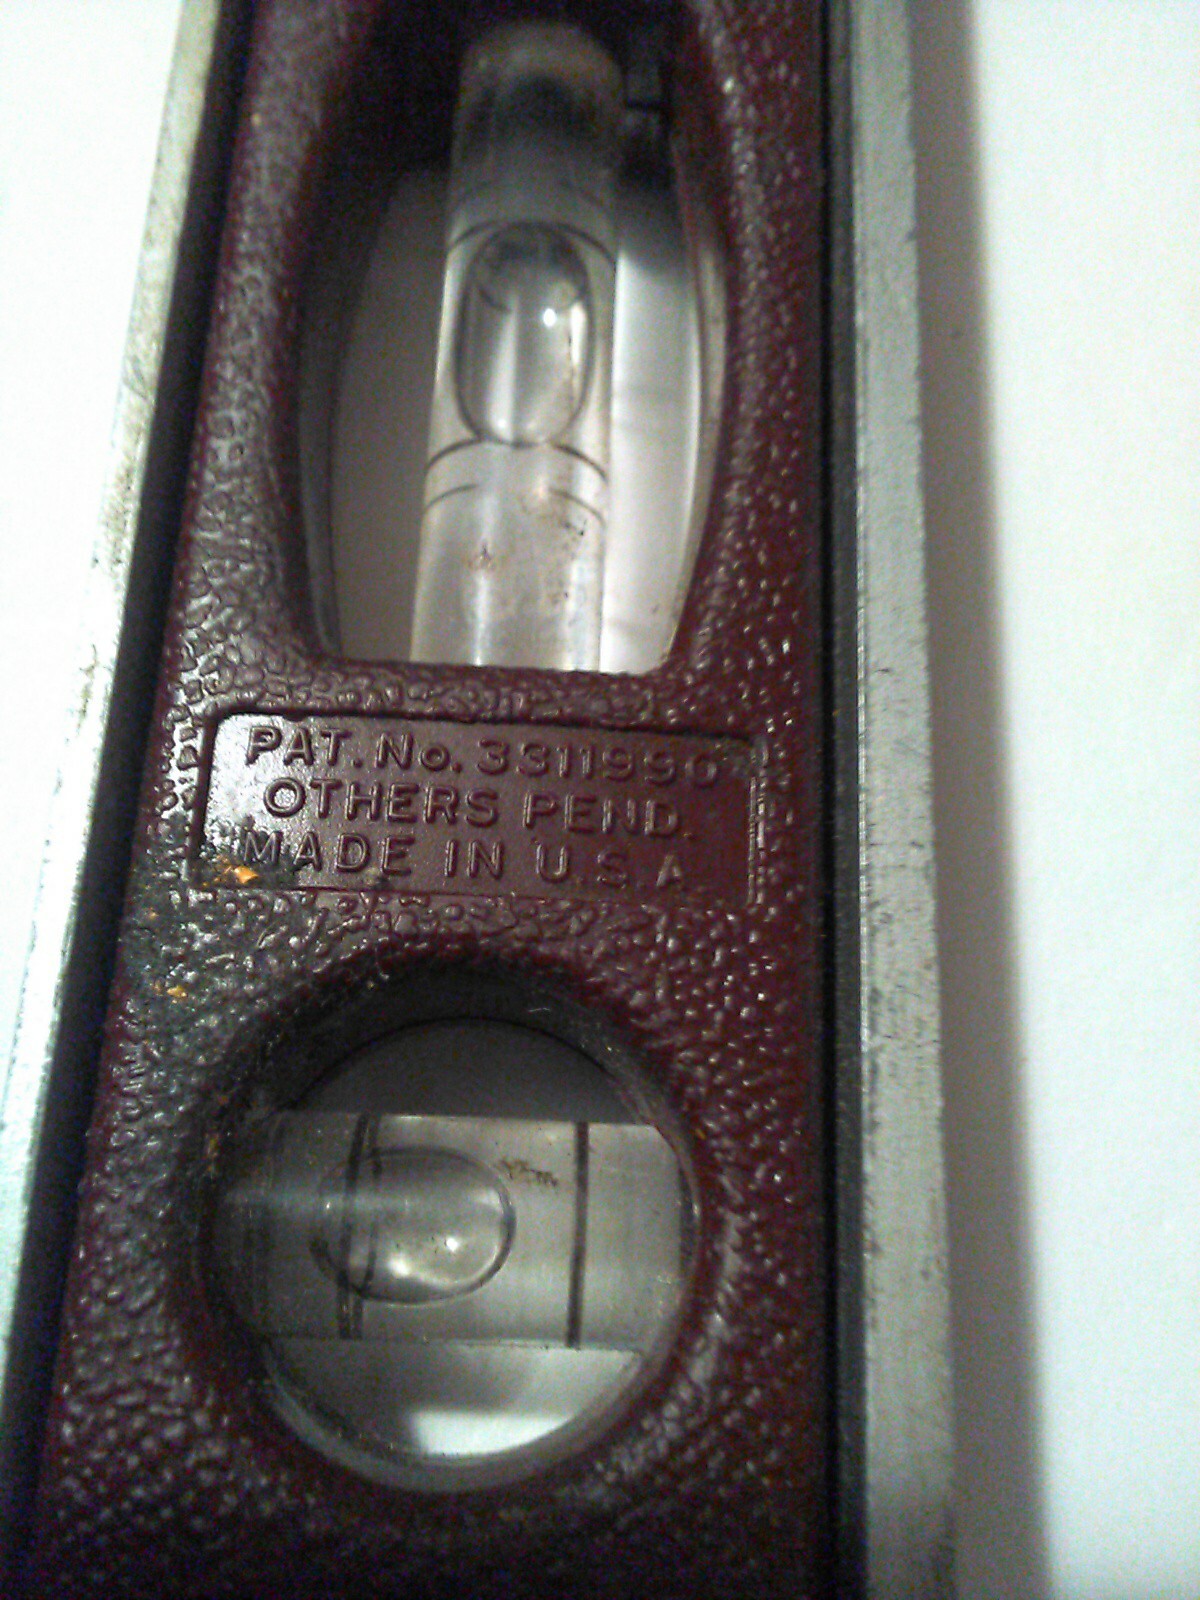 PAT. No. 3311990
OTHERS PEND.
MADE IN U.S.A